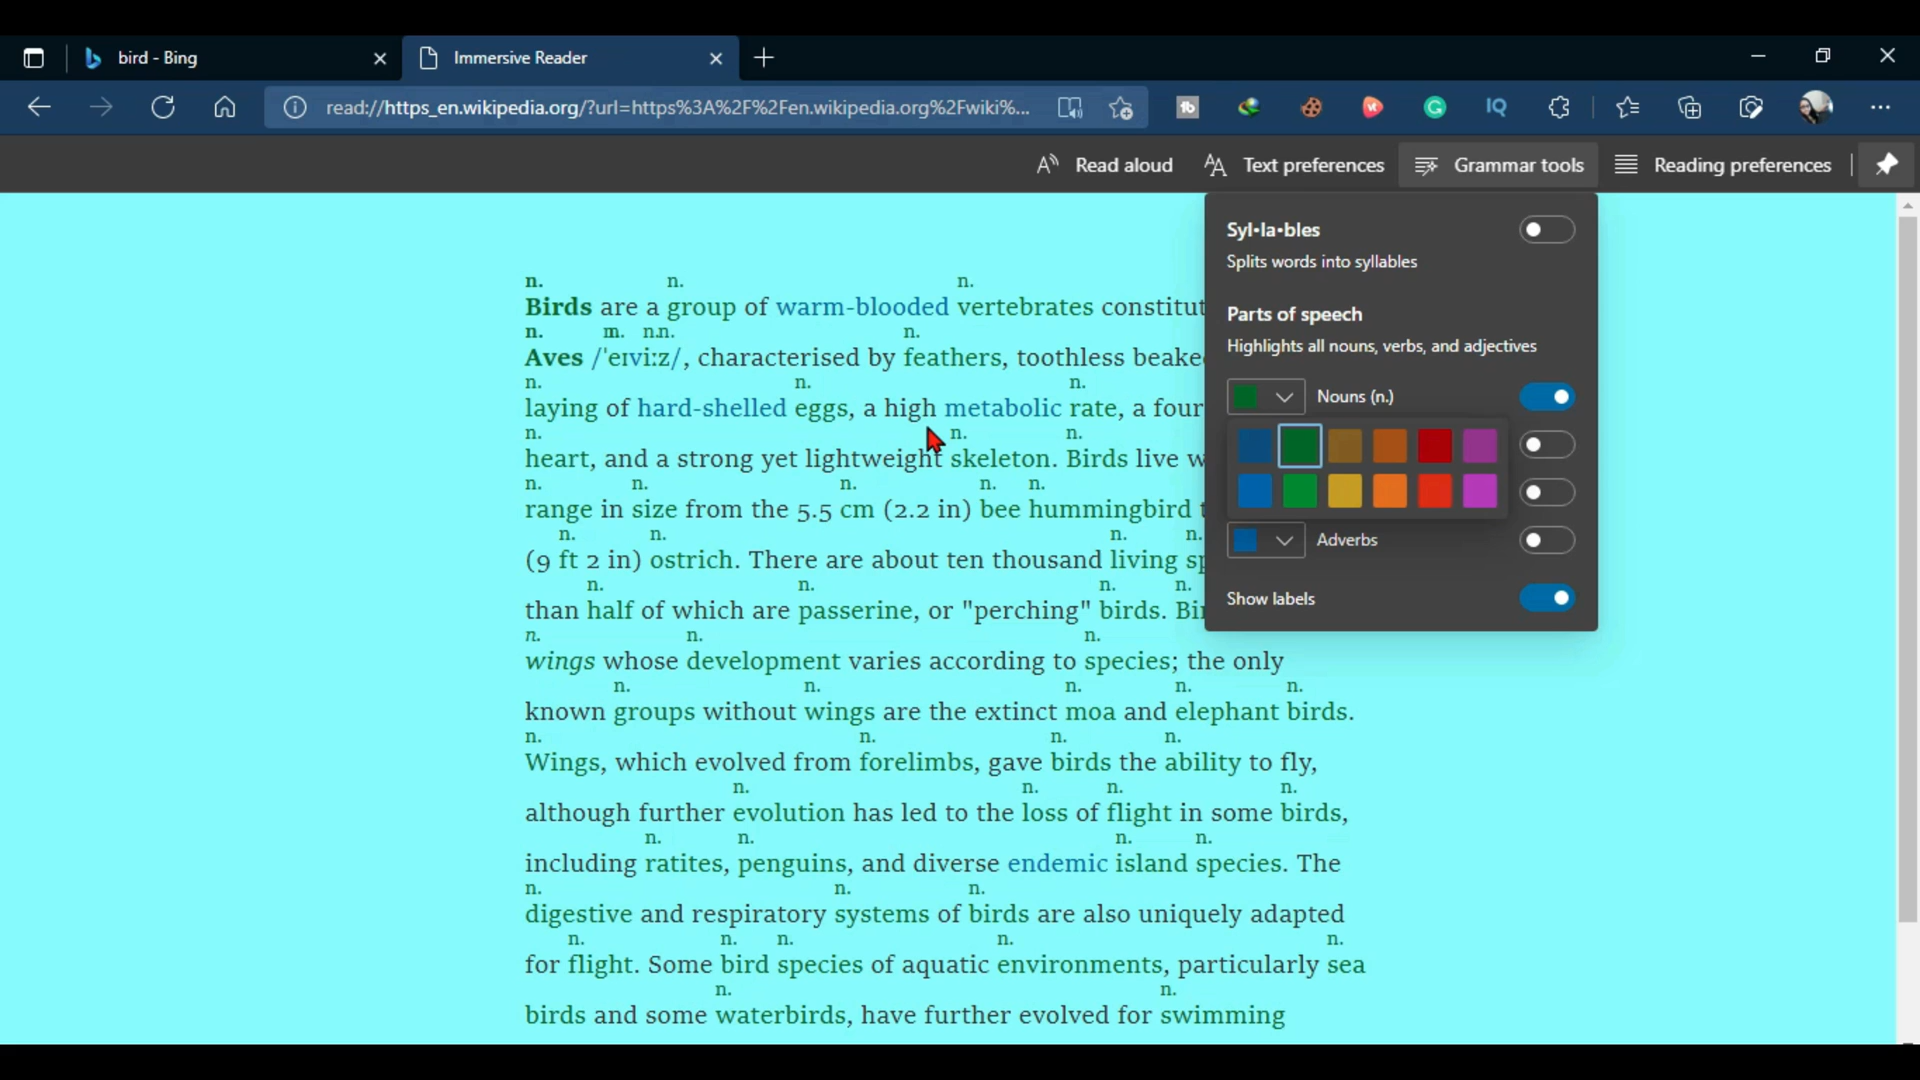 bird - Bing
Immersive Reader
read://https_en.wikipedia.org/?url=https%3A%2F%2Fen.wikipedia.org%2Fwiki%...
Read aloud
Text preferences
Grammar tools
Reading preferences
n. n. n.
Birds are a group of warm-blooded vertebrates constitut
n. m. n.n. n.
Aves /ˈeɪviːz/, characterised by feathers, toothless beake
n. n. n.
laying of hard-shelled eggs, a high metabolic rate, a four
n. n. n.
heart, and a strong yet lightweight skeleton. Birds live w
n. n. n. n. n.
range in size from the 5.5 cm (2.2 in) bee hummingbird t
n. n. n. n.
(9 ft 2 in) ostrich. There are about ten thousand living sp
n. n. n. n.
than half of which are passerine, or "perching" birds. Bir
n. n. n.
wings whose development varies according to species; the only
n. n. n. n. n.
known groups without wings are the extinct moa and elephant birds.
n. n. n. n.
Wings, which evolved from forelimbs, gave birds the ability to fly,
n. n. n. n.
although further evolution has led to the loss of flight in some birds,
n. n. n. n.
including ratites, penguins, and diverse endemic island species. The
n. n. n.
digestive and respiratory systems of birds are also uniquely adapted
n. n. n. n. n.
for flight. Some bird species of aquatic environments, particularly sea
n. n.
birds and some waterbirds, have further evolved for swimming
Syl•la•bles
Splits words into syllables
Parts of speech
Highlights all nouns, verbs, and adjectives
Nouns (n.)
Adverbs
Show labels